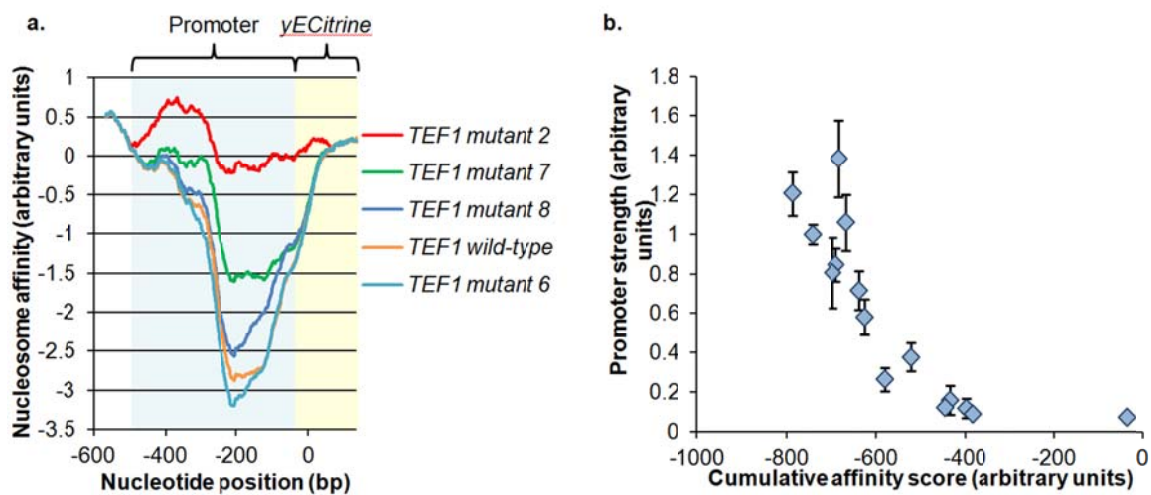 a.
Promoter
yECitrine
Nucleosome affinity (arbitrary units)
1
0.5
0
-0.5
-1
-1.5
-2
-2.5
-3
-3.5
-600
-400
-200
0
Nucleotide position (bp)
TEF1 mutant 2
TEF1 mutant 7
TEF1 mutant 8
TEF1 wild-type
TEF1 mutant 6
b.
Promoter strength (arbitrary
units)
1.8
1.6
1.4
1.2
1
0.8
0.6
0.4
0.2
0
-1000
-800
-600
-400
-200
0
Cumulative affinity score (arbitrary units)